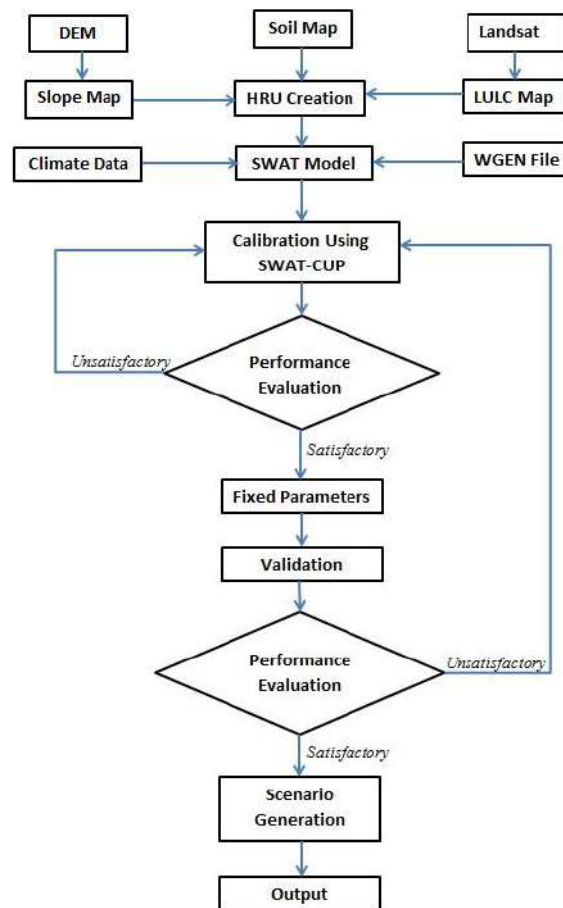 DEM
Soil Map
Landsat
Slope Map
HRU Creation
LULC Map
Climate Data
SWAT Model
WGEN File
Calibration Using
SWAT-CUP
Unsatisfactory
Performance
Evaluation
Satisfactory
Fixed Parameters
Validation
Performance
Evaluation
Unsatisfactory
Satisfactory
Scenario
Generation
Output